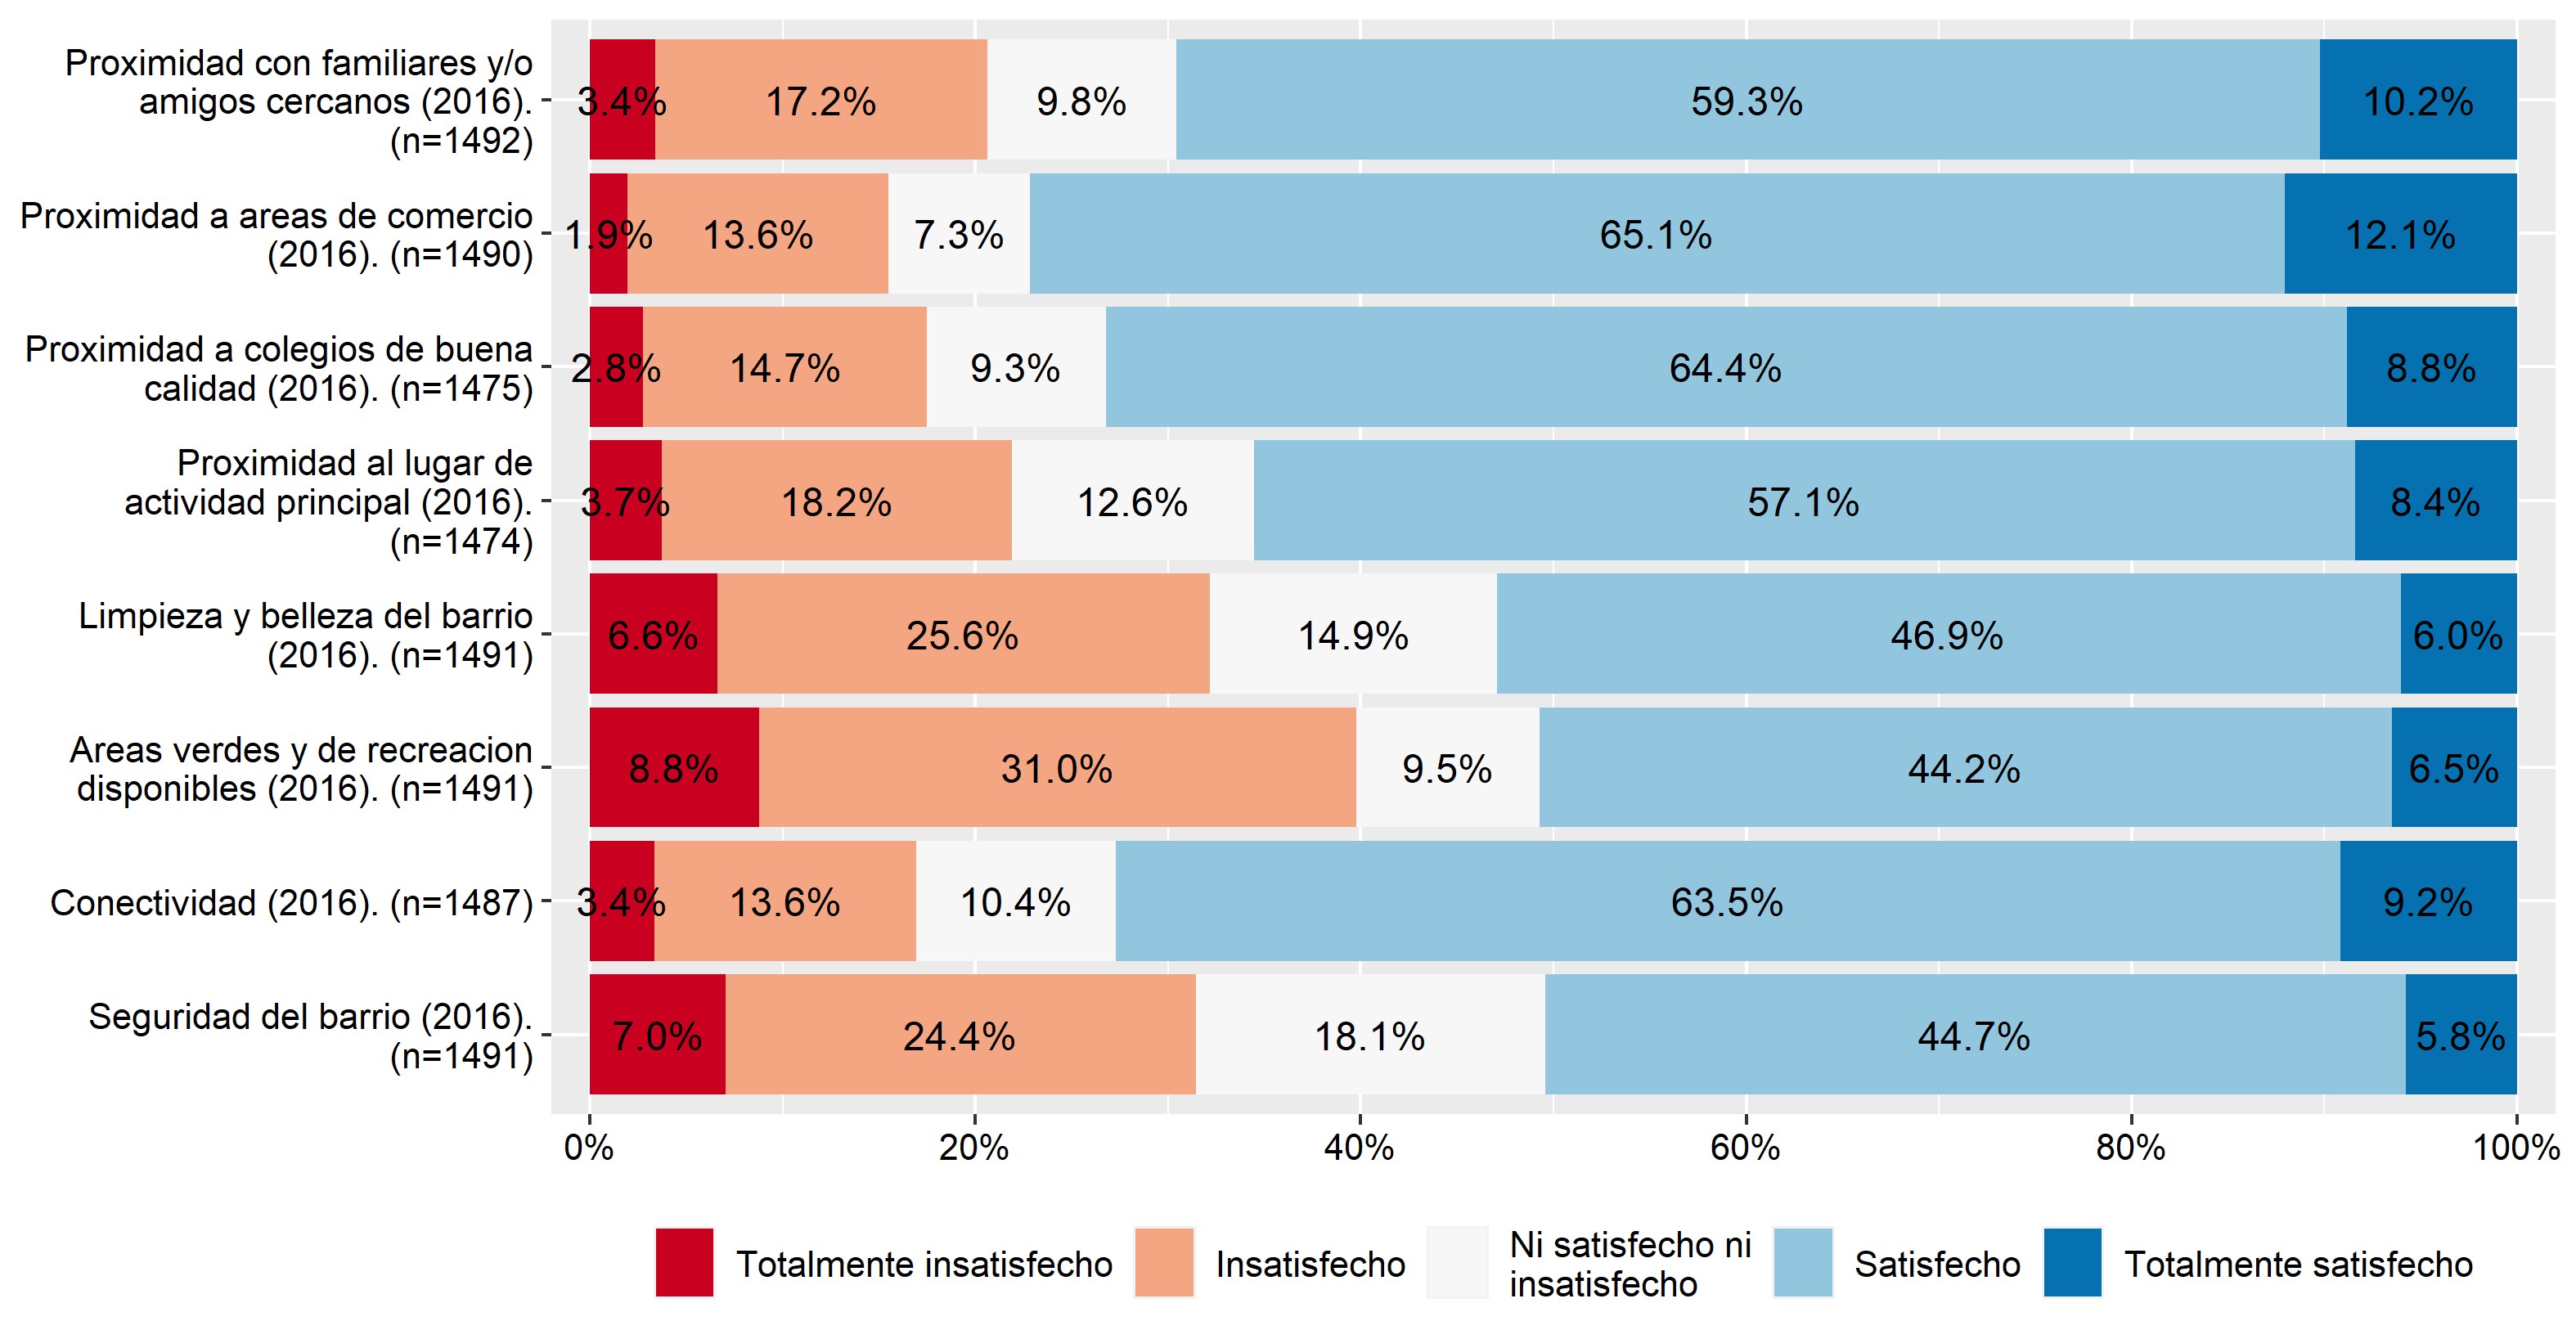 Proximidad con familiares y/o
amigos cercanos (2016).
(n=1492)
3.4%
17.2%
9.8%
59.3%
10.2%
Proximidad a areas de comercio
(2016). (n=1490)
1.9%
13.6%
7.3%
65.1%
12.1%
Proximidad a colegios de buena
calidad (2016). (n=1475)
2.8%
14.7%
9.3%
64.4%
8.8%
Proximidad al lugar de
actividad principal (2016).
(n=1474)
3.7%
18.2%
12.6%
57.1%
8.4%
Limpieza y belleza del barrio
(2016). (n=1491)
6.6%
25.6%
14.9%
46.9%
6.0%
Areas verdes y de recreacion
disponibles (2016). (n=1491)
8.8%
31.0%
9.5%
44.2%
6.5%
Conectividad (2016). (n=1487)
3.4%
13.6%
10.4%
63.5%
9.2%
Seguridad del barrio (2016).
(n=1491)
7.0%
24.4%
18.1%
44.7%
5.8%
0%
20%
40%
60%
80%
100%
Totalmente insatisfecho
Insatisfecho
Ni satisfecho ni
insatisfecho
Satisfecho
Totalmente satisfecho